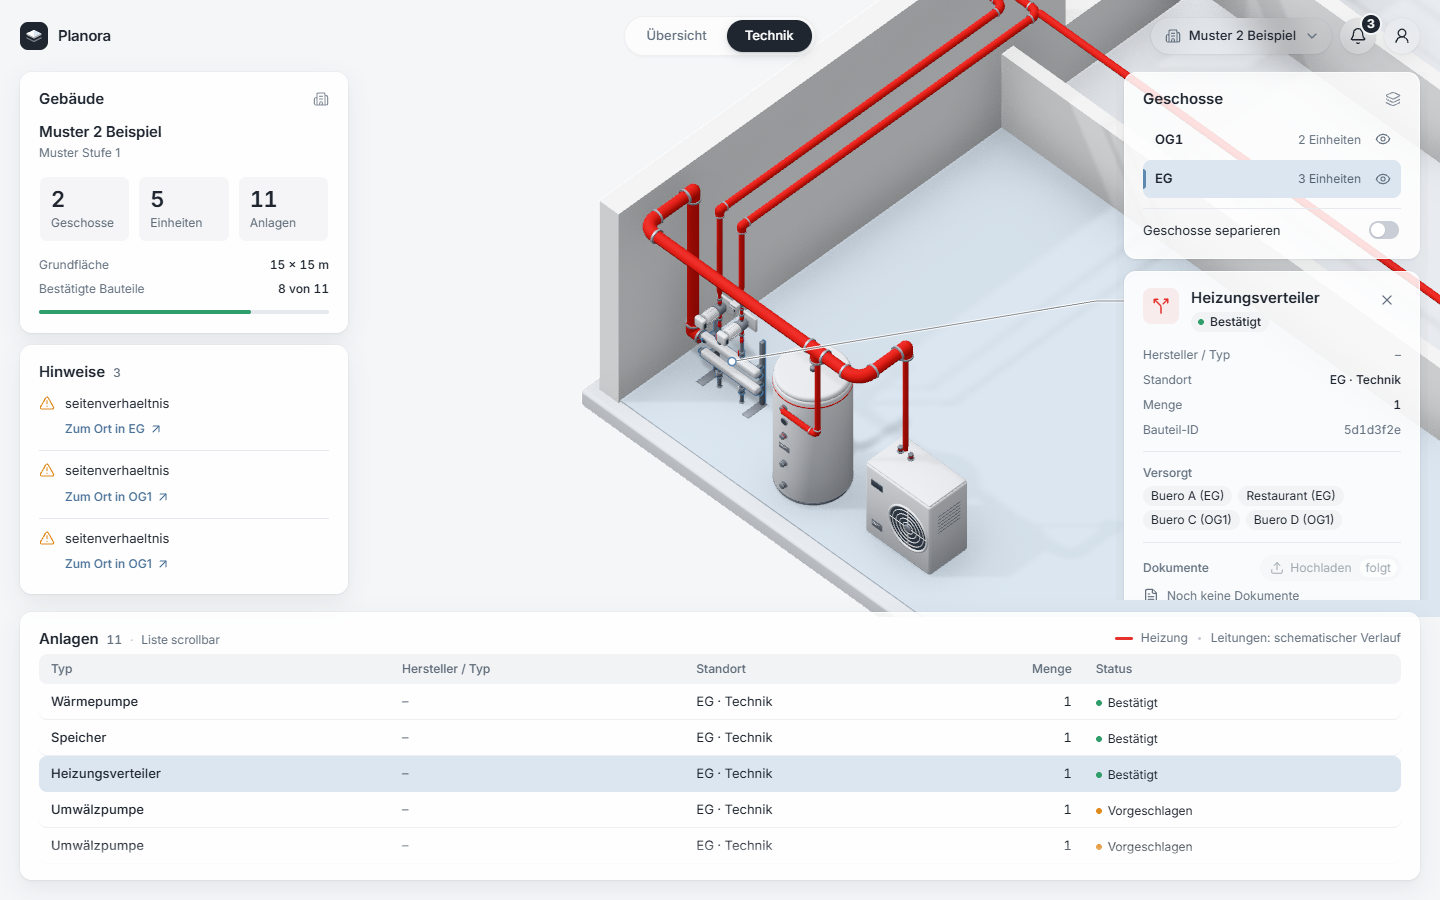 Planora
Übersicht
Technik
Muster 2 Beispiel
3
Gebäude
Muster 2 Beispiel
Muster Stufe 1
2
Geschosse
5
Einheiten
11
Anlagen
Grundfläche
15 × 15 m
Bestätigte Bauteile
8 von 11
Hinweise 3
seitenverhaeltnis
Zum Ort in EG
seitenverhaeltnis
Zum Ort in OG1
seitenverhaeltnis
Zum Ort in OG1
Geschosse
OG1 2 Einheiten
EG 3 Einheiten
Geschosse separieren
Heizungsverteiler
Bestätigt
Hersteller / Typ –
Standort EG · Technik
Menge 1
Bauteil-ID 5d1d3f2e
Versorgt
Buero A (EG) Restaurant (EG)
Buero C (OG1) Buero D (OG1)
Dokumente Hochladen folgt
Noch keine Dokumente
Anlagen 11 · Liste scrollbar
Heizung · Leitungen: schematischer Verlauf
Typ Hersteller / Typ Standort Menge Status
Wärmepumpe – EG · Technik 1 Bestätigt
Speicher – EG · Technik 1 Bestätigt
Heizungsverteiler – EG · Technik 1 Bestätigt
Umwälzpumpe – EG · Technik 1 Vorgeschlagen
Umwälzpumpe – EG · Technik 1 Vorgeschlagen